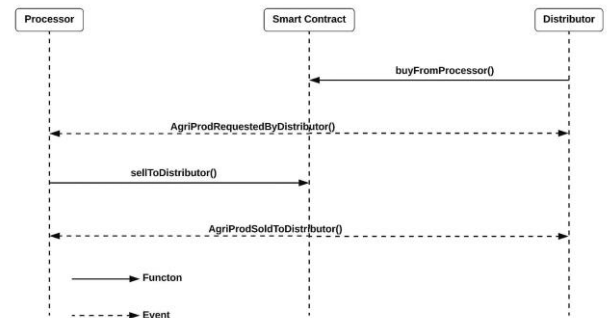 Processor
Smart Contract
Distributor
buyFromProcessor()
AgriProdRequestedByDistributor()
sellToDistributor()
AgriProdSoldToDistributor()
Functon
Event